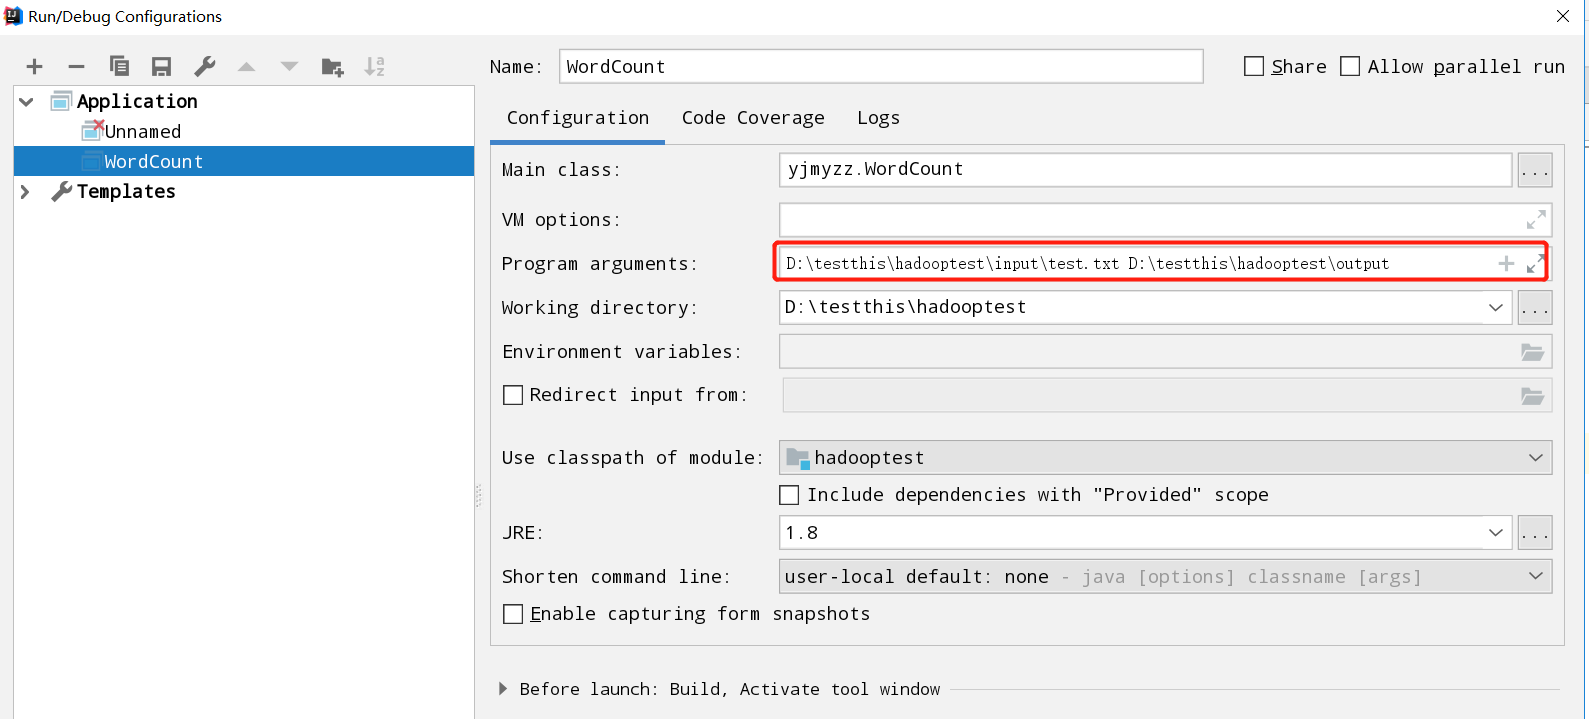 Run/Debug Configurations
Name: WordCount Share Allow parallel run
Application
Unnamed
WordCount
Templates
Configuration Code Coverage Logs
Main class: yjmyzz.WordCount ...
VM options:
Program arguments: D:\testthis\hadooptest\input\test.txt D:\testthis\hadooptest\output
Working directory: D:\testthis\hadooptest ...
Environment variables:
Redirect input from:
Use classpath of module: hadooptest
Include dependencies with "Provided" scope
JRE: 1.8 ...
Shorten command line: user-local default: none - java [options] classname [args]
Enable capturing form snapshots
Before launch: Build, Activate tool window